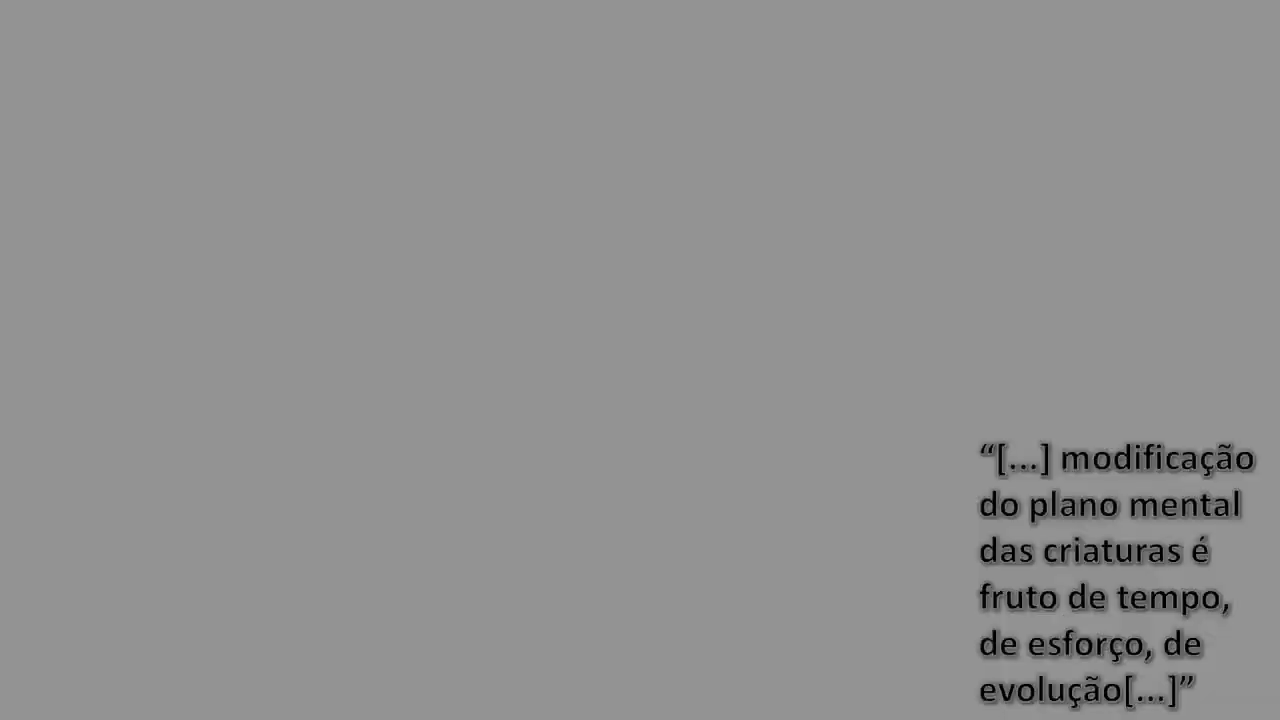 “[...] modificação
do plano mental
das criaturas é
fruto de tempo,
de esforço, de
evolução[...]”